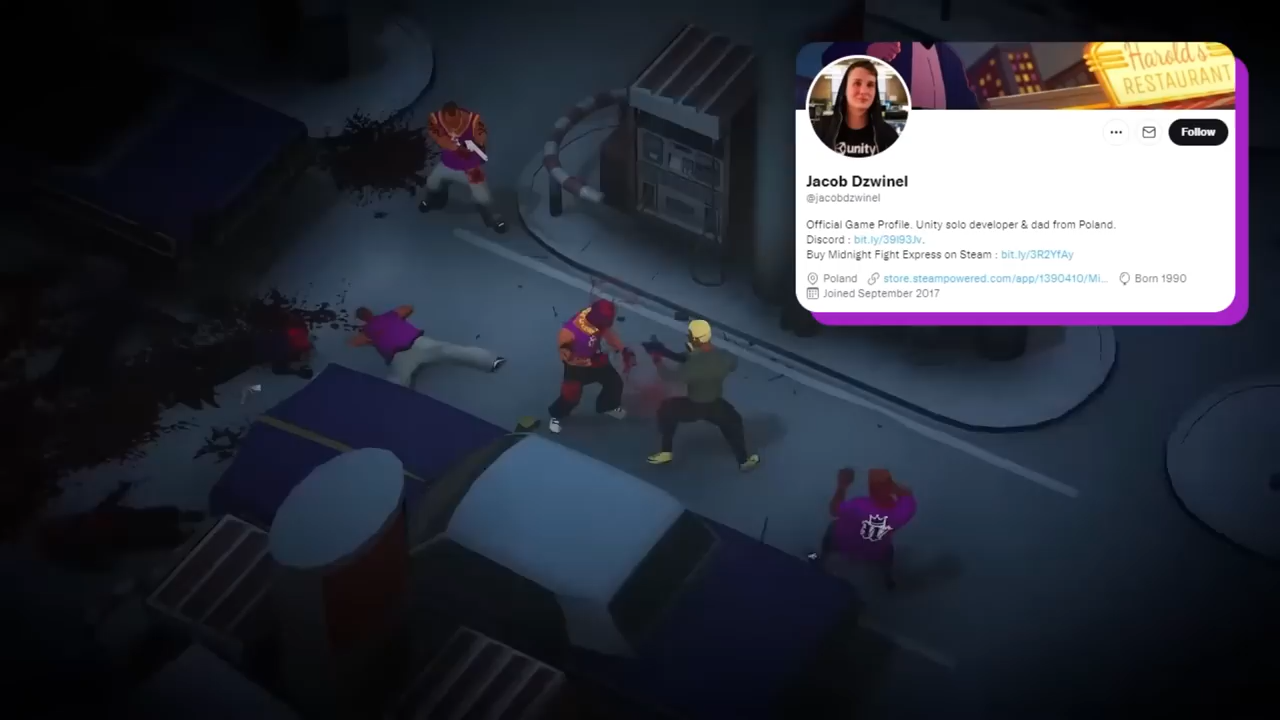 Harold's
RESTAURANT
unity
Follow
Jacob Dzwinel
@jacobdzwinel
Official Game Profile. Unity solo developer & dad from Poland.
Discord : bit.ly/39I93Jv.
Buy Midnight Fight Express on Steam : bit.ly/3R2YfAy
Poland store.steampowered.com/app/1390410/Mi... Born 1990
Joined September 2017